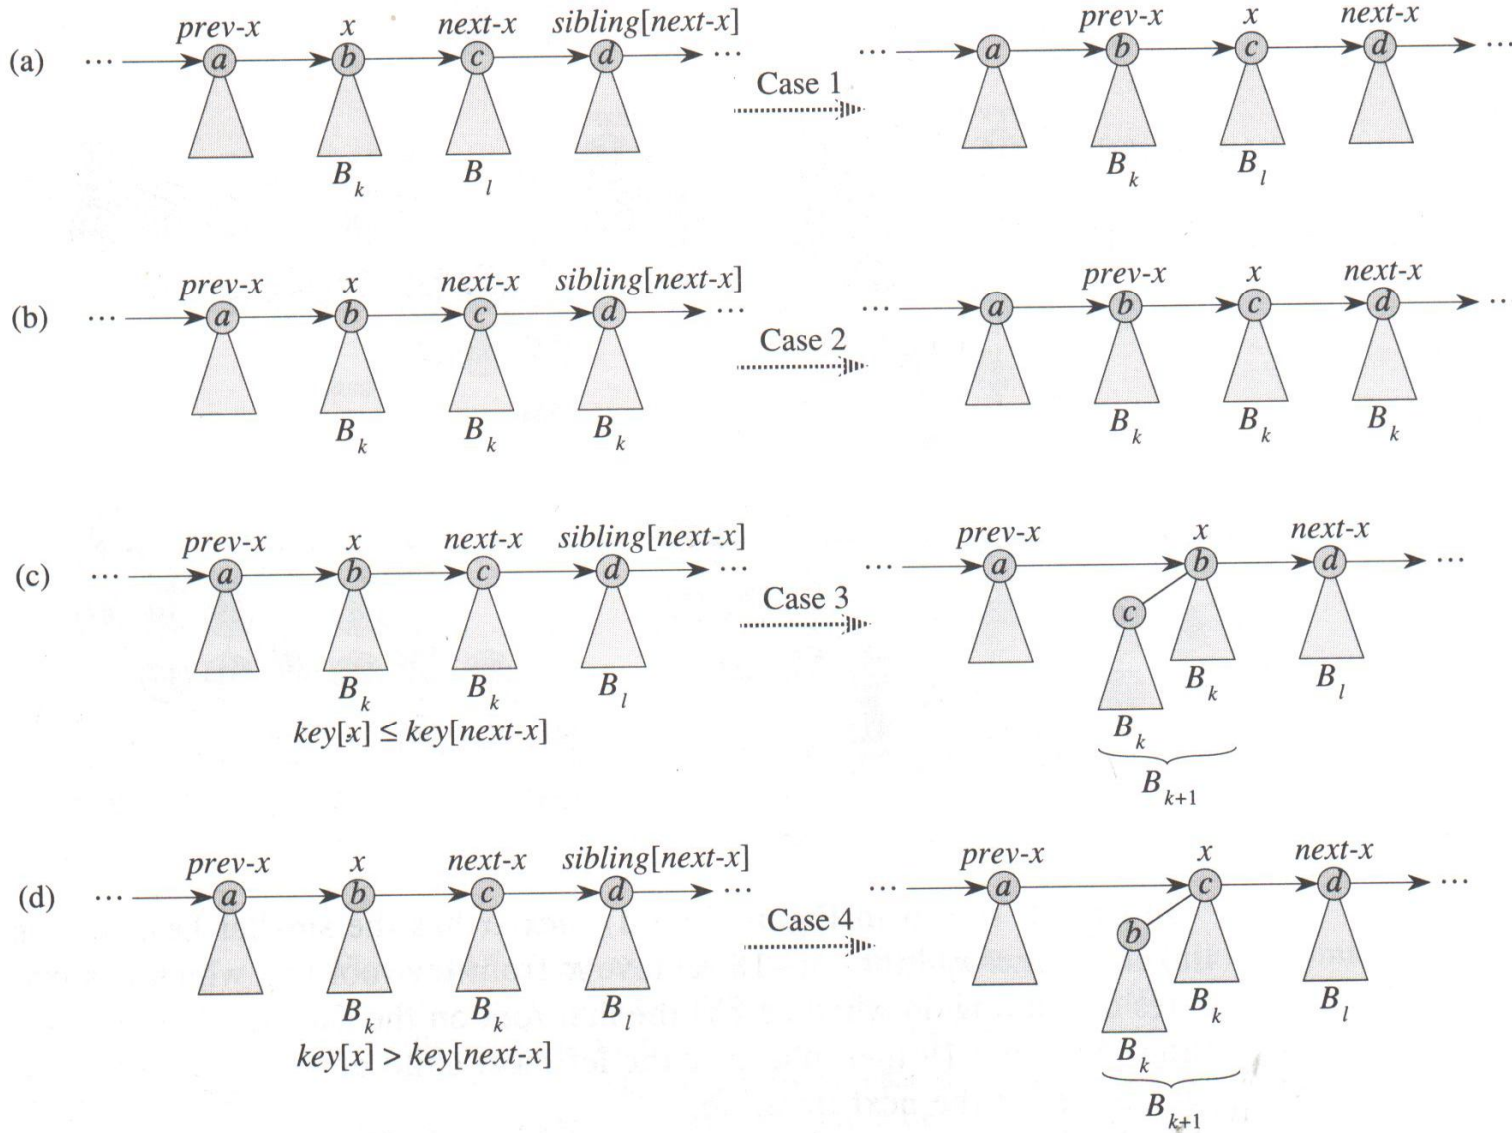 prev-x x next-x sibling[next-x] prev-x x next-x
(a) ... a b c d ... Case 1 ... a b c d ...
B_k B_l B_k B_l
prev-x x next-x sibling[next-x] prev-x x next-x
(b) ... a b c d ... Case 2 ... a b c d ...
B_k B_k B_k B_k B_k B_k
prev-x x next-x sibling[next-x] prev-x x next-x
(c) ... a b c d ... Case 3 ... a b d ...
c
B_k B_k B_l B_k B_l
key[x] ≤ key[next-x] B_k
B_{k+1}
prev-x x next-x sibling[next-x] prev-x x next-x
(d) ... a b c d ... Case 4 ... a c d ...
b
B_k B_k B_l B_k B_l
key[x] > key[next-x] B_k
B_{k+1}